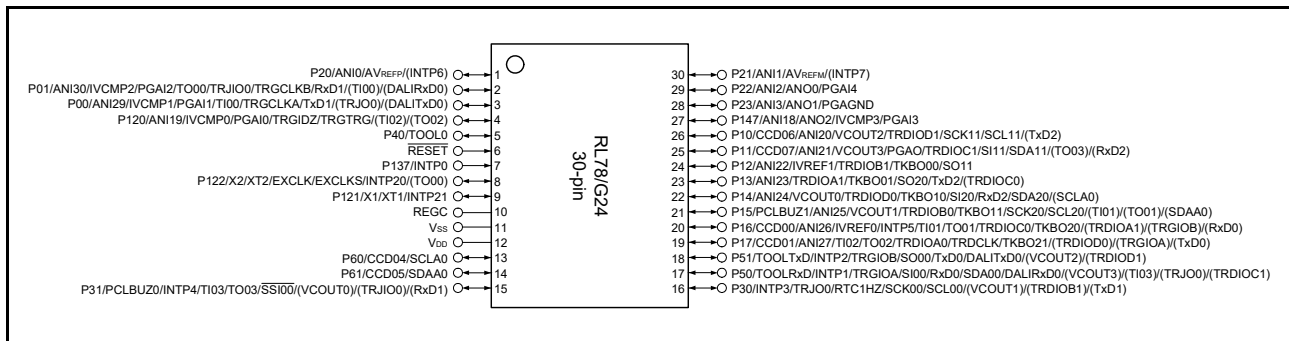 P20/ANI0/AVREFP/(INTP6) 1
P01/ANI30/IVCMP2/PGAI2/TO00/TRJIO0/TRGCLKB/RxD1/(TI00)/(DALIRxD0) 2
P00/ANI29/IVCMP1/PGAI1/TI00/TRGCLKA/TxD1/(TRJO0)/(DALITxD0) 3
P120/ANI19/IVCMP0/PGAI0/TRGIDZ/TRGTRG/(TI02)/(TO02) 4
P40/TOOL0 5
RESET 6
P137/INTP0 7
P122/X2/XT2/EXCLK/EXCLKS/INTP20/(TO00) 8
P121/X1/XT1/INTP21 9
REGC 10
VSS 11
VDD 12
P60/CCD04/SCLA0 13
P61/CCD05/SDAA0 14
P31/PCLBUZ0/INTP4/TI03/TO03/SSI00/(VCOUT0)/(TRJIO0)/(RxD1) 15
RL78/G24
30-pin
30 P21/ANI1/AVREFM/(INTP7)
29 P22/ANI2/ANO0/PGAI4
28 P23/ANI3/ANO1/PGAGND
27 P147/ANI18/ANO2/IVCMP3/PGAI3
26 P10/CCD06/ANI20/VCOUT2/TRDIOD1/SCK11/SCL11/(TxD2)
25 P11/CCD07/ANI21/VCOUT3/PGAO/TRDIOC1/SI11/SDA11/(TO03)/(RxD2)
24 P12/ANI22/IVREF1/TRDIOB1/TKBO00/SO11
23 P13/ANI23/TRDIOA1/TKBO01/SO20/TxD2/(TRDIOC0)
22 P14/ANI24/VCOUT0/TRDIOD0/TKBO10/SI20/RxD2/SDA20/(SCLA0)
21 P15/PCLBUZ1/ANI25/VCOUT1/TRDIOB0/TKBO11/SCK20/SCL20/(TI01)/(TO01)/(SDAA0)
20 P16/CCD00/ANI26/IVREF0/INTP5/TI01/TO01/TRDIOC0/TKBO20/(TRDIOA1)/(TRGIOB)/(RxD0)
19 P17/CCD01/ANI27/TI02/TO02/TRDIOA0/TRDCLK/TKBO21/(TRDIOD0)/(TRGIOA)/(TxD0)
18 P51/TOOLTxD/INTP2/TRGIOB/SO00/TxD0/DALITxD0/(VCOUT2)/(TRDIOD1)
17 P50/TOOLRxD/INTP1/TRGIOA/SI00/RxD0/SDA00/DALIRxD0/(VCOUT3)/(TI03)/(TRJO0)/(TRDIOC1)
16 P30/INTP3/TRJO0/RTC1HZ/SCK00/SCL00/(VCOUT1)/(TRDIOB1)/(TxD1)